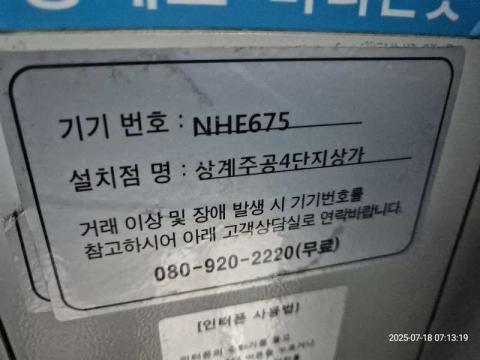 기기 번호 : NHE675
설치점 명 : 상계주공4단지상가
거래 이상 및 장애 발생 시 기기번호를
참고하시어 아래 고객상담실로 연락바랍니다.
080-920-2220(무료)
[인터폰 사용법]
2025-07-18 07:13:19